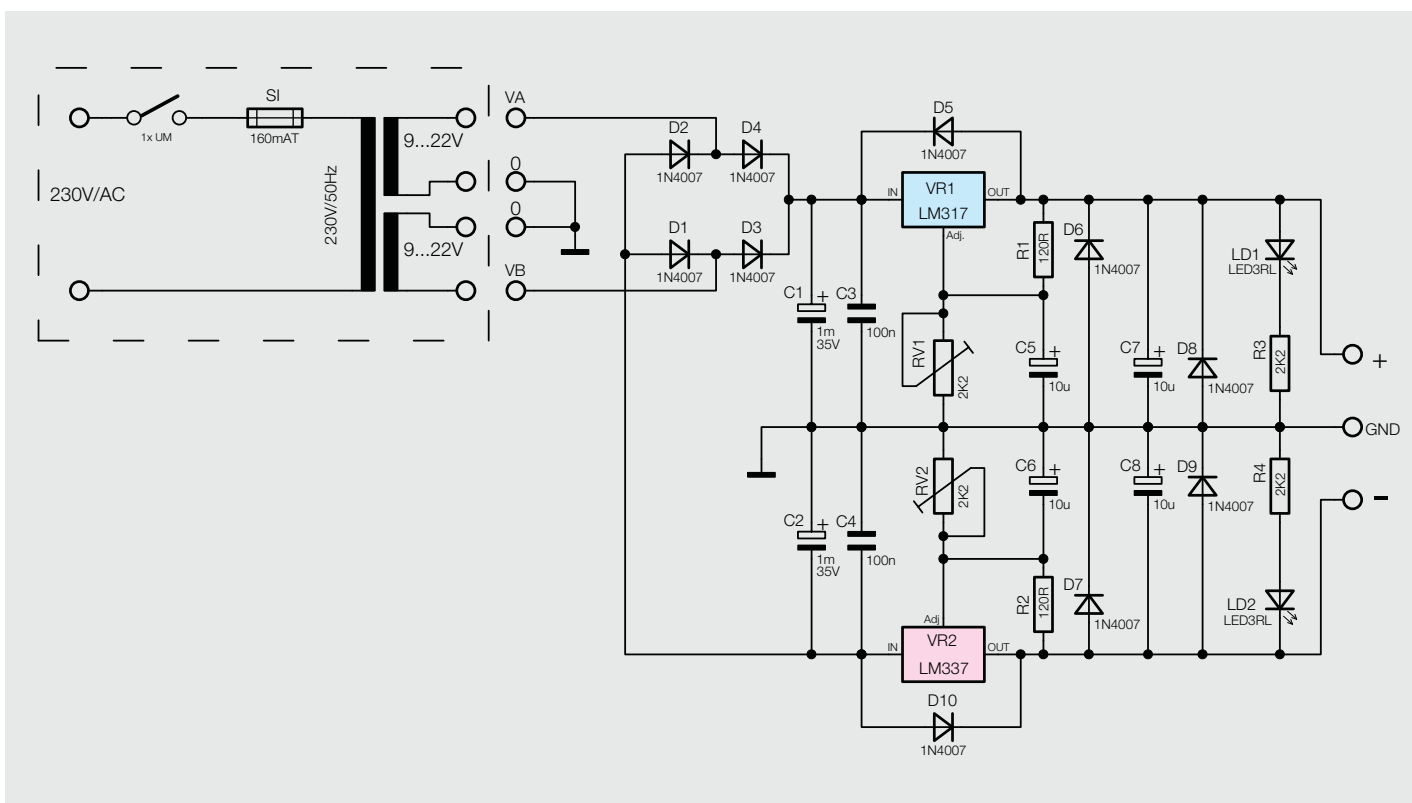 SI
160mAT
1x UM
230V/AC
230V/50Hz
9...22V
9...22V
VA
0
0
VB
D2
1N4007
D4
1N4007
D1
1N4007
D3
1N4007
C1
+
1m
35V
C3
100n
D5
1N4007
IN
VR1
LM317
OUT
Adj.
R1
120R
D6
1N4007
RV1
2K2
C5
+
10u
C7
+
10u
D8
1N4007
LD1
LED3RL
R3
2K2
+
GND
-
C2
+
1m
35V
C4
100n
RV2
2K2
C6
+
10u
C8
+
10u
D9
1N4007
R4
2K2
R2
120R
D7
1N4007
LD2
LED3RL
Adj
IN
VR2
LM337
OUT
D10
1N4007